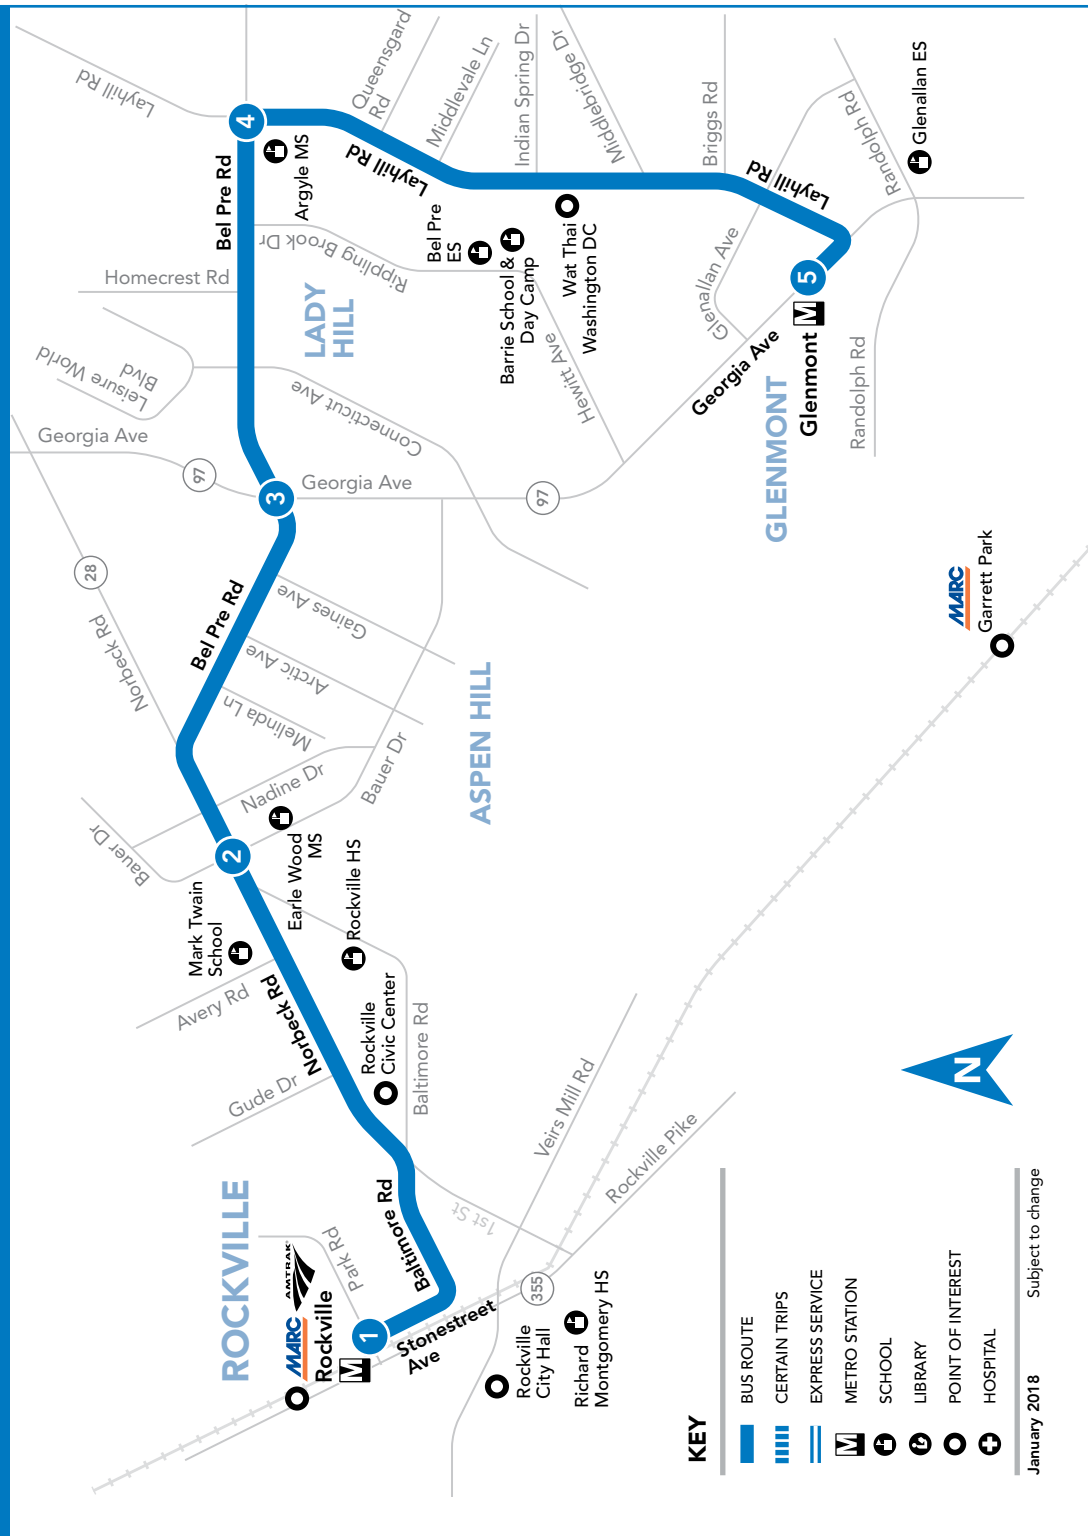 ROCKVILLE
MARC
AMTRAK
Rockville
M
1
Park Rd
Stonestreet
Ave
Baltimore Rd
1st St
355
Rockville
City Hall
Richard
Montgomery HS
Rockville Pike
Veirs Mill Rd
Gude Dr
Norbeck Rd
Avery Rd
Rockville
Civic Center
Baltimore Rd
Rockville HS
Mark Twain
School
2
Earle Wood
MS
Bauer Dr
Nadine Dr
Bauer Dr
Melinda Ln
Arctic Ave
Gaines Ave
ASPEN HILL
Norbeck Rd
28
Bel Pre Rd
3
97
Georgia Ave
Georgia Ave
97
Leisure World
Blvd
Connecticut Ave
Homecrest Rd
LADY
HILL
Bel Pre Rd
Rippling Brook Dr
4
Argyle MS
Layhill Rd
Layhill Rd
Queensgard
Rd
Middlevale Ln
Indian Spring Dr
Middlebridge Dr
Bel Pre
ES
Barrie School &
Day Camp
Wat Thai
Washington DC
Hewitt Ave
Briggs Rd
Layhill Rd
Glenallan Ave
Georgia Ave
5
M
Glenmont
GLENMONT
Randolph Rd
Randolph Rd
Glenallan ES
MARC
Garrett Park
N
KEY
BUS ROUTE
CERTAIN TRIPS
EXPRESS SERVICE
M METRO STATION
SCHOOL
LIBRARY
POINT OF INTEREST
HOSPITAL
January 2018 Subject to change